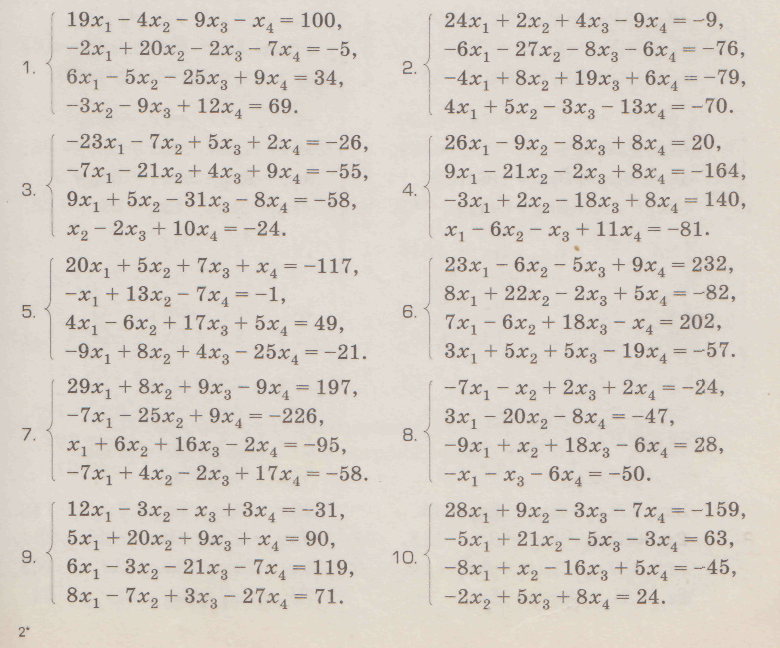 1. 19x₁ − 4x₂ − 9x₃ − x₄ = 100,
−2x₁ + 20x₂ − 2x₃ − 7x₄ = −5,
6x₁ − 5x₂ − 25x₃ + 9x₄ = 34,
−3x₂ − 9x₃ + 12x₄ = 69.
2. 24x₁ + 2x₂ + 4x₃ − 9x₄ = −9,
−6x₁ − 27x₂ − 8x₃ − 6x₄ = −76,
−4x₁ + 8x₂ + 19x₃ + 6x₄ = −79,
4x₁ + 5x₂ − 3x₃ − 13x₄ = −70.
3. −23x₁ − 7x₂ + 5x₃ + 2x₄ = −26,
−7x₁ − 21x₂ + 4x₃ + 9x₄ = −55,
9x₁ + 5x₂ − 31x₃ − 8x₄ = −58,
x₂ − 2x₃ + 10x₄ = −24.
4. 26x₁ − 9x₂ − 8x₃ + 8x₄ = 20,
9x₁ − 21x₂ − 2x₃ + 8x₄ = −164,
−3x₁ + 2x₂ − 18x₃ + 8x₄ = 140,
x₁ − 6x₂ − x₃ + 11x₄ = −81.
5. 20x₁ + 5x₂ + 7x₃ + x₄ = −117,
−x₁ + 13x₂ − 7x₄ = −1,
4x₁ − 6x₂ + 17x₃ + 5x₄ = 49,
−9x₁ + 8x₂ + 4x₃ − 25x₄ = −21.
6. 23x₁ − 6x₂ − 5x₃ + 9x₄ = 232,
8x₁ + 22x₂ − 2x₃ + 5x₄ = −82,
7x₁ − 6x₂ + 18x₃ − x₄ = 202,
3x₁ + 5x₂ + 5x₃ − 19x₄ = −57.
7. 29x₁ + 8x₂ + 9x₃ − 9x₄ = 197,
−7x₁ − 25x₂ + 9x₄ = −226,
x₁ + 6x₂ + 16x₃ − 2x₄ = −95,
−7x₁ + 4x₂ − 2x₃ + 17x₄ = −58.
8. −7x₁ − x₂ + 2x₃ + 2x₄ = −24,
3x₁ − 20x₂ − 8x₄ = −47,
−9x₁ + x₂ + 18x₃ − 6x₄ = 28,
−x₁ − x₃ − 6x₄ = −50.
9. 12x₁ − 3x₂ − x₃ + 3x₄ = −31,
5x₁ + 20x₂ + 9x₃ + x₄ = 90,
6x₁ − 3x₂ − 21x₃ − 7x₄ = 119,
8x₁ − 7x₂ + 3x₃ − 27x₄ = 71.
10. 28x₁ + 9x₂ − 3x₃ − 7x₄ = −159,
−5x₁ + 21x₂ − 5x₃ − 3x₄ = 63,
−8x₁ + x₂ − 16x₃ + 5x₄ = −45,
−2x₂ + 5x₃ + 8x₄ = 24.
2*